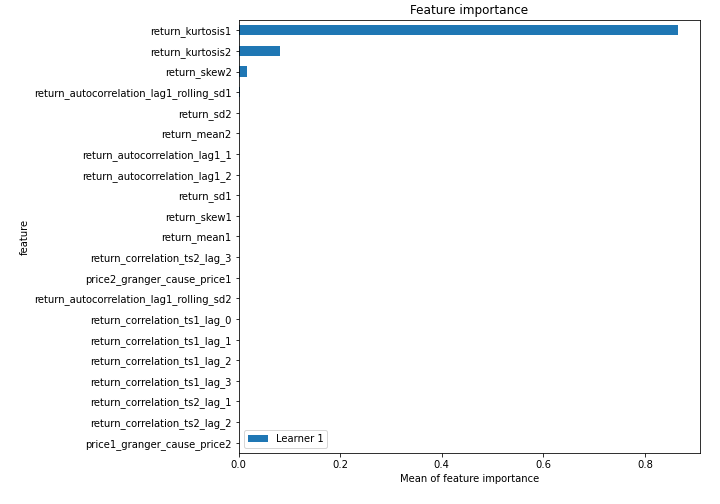 Feature importance
return_kurtosis1
return_kurtosis2
return_skew2
return_autocorrelation_lag1_rolling_sd1
return_sd2
return_mean2
return_autocorrelation_lag1_1
return_autocorrelation_lag1_2
return_sd1
return_skew1
return_mean1
return_correlation_ts2_lag_3
price2_granger_cause_price1
return_autocorrelation_lag1_rolling_sd2
return_correlation_ts1_lag_0
return_correlation_ts1_lag_1
return_correlation_ts1_lag_2
return_correlation_ts1_lag_3
return_correlation_ts2_lag_1
return_correlation_ts2_lag_2
price1_granger_cause_price2
feature
Learner 1
0.0 0.2 0.4 0.6 0.8
Mean of feature importance